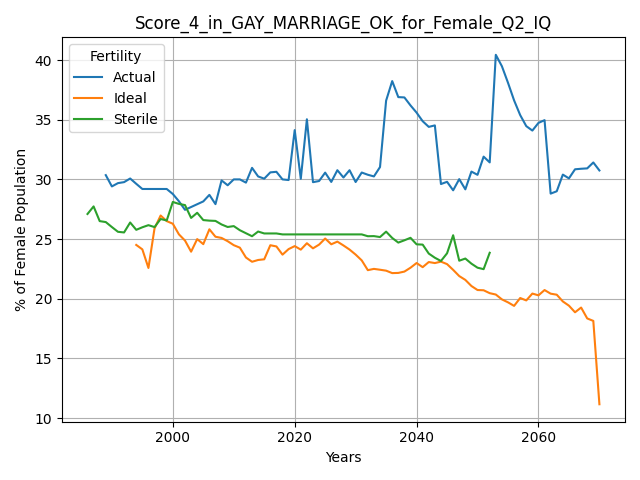 Score_4_in_GAY_MARRIAGE_OK_for_Female_Q2_IQ
Fertility
Actual
Ideal
Sterile
% of Female Population
40
35
30
25
20
15
10
2000
2020
2040
2060
Years